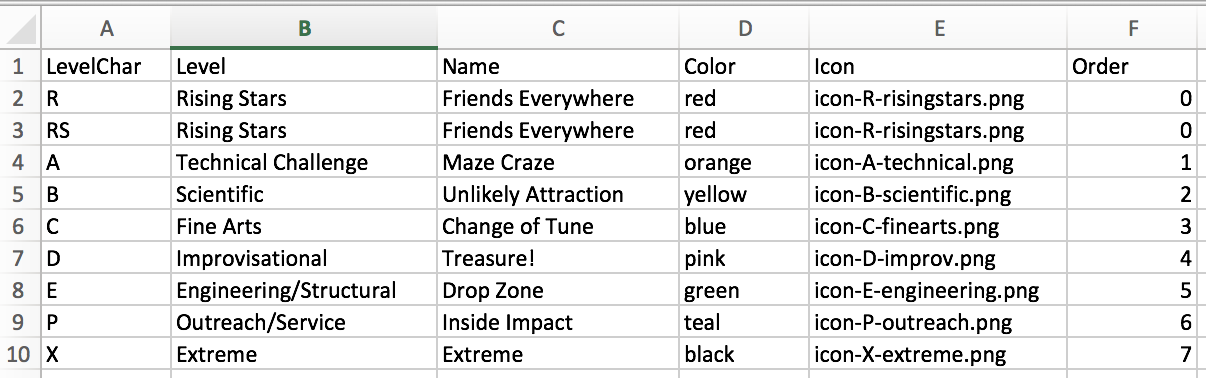 A B C D E F
1 LevelChar Level Name Color Icon Order
2 R Rising Stars Friends Everywhere red icon-R-risingstars.png 0
3 RS Rising Stars Friends Everywhere red icon-R-risingstars.png 0
4 A Technical Challenge Maze Craze orange icon-A-technical.png 1
5 B Scientific Unlikely Attraction yellow icon-B-scientific.png 2
6 C Fine Arts Change of Tune blue icon-C-finearts.png 3
7 D Improvisational Treasure! pink icon-D-improv.png 4
8 E Engineering/Structural Drop Zone green icon-E-engineering.png 5
9 P Outreach/Service Inside Impact teal icon-P-outreach.png 6
10 X Extreme Extreme black icon-X-extreme.png 7